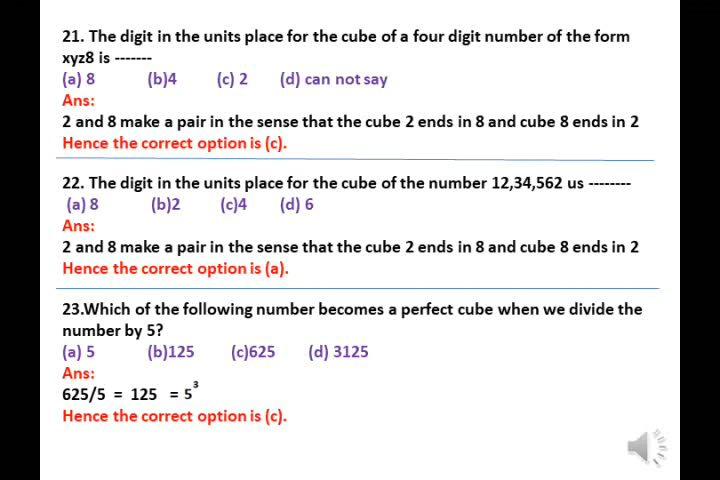 21. The digit in the units place for the cube of a four digit number of the form
xyz8 is -------
(a) 8 (b)4 (c) 2 (d) can not say
Ans:
2 and 8 make a pair in the sense that the cube 2 ends in 8 and cube 8 ends in 2
Hence the correct option is (c).
22. The digit in the units place for the cube of the number 12,34,562 us --------
(a) 8 (b)2 (c)4 (d) 6
Ans:
2 and 8 make a pair in the sense that the cube 2 ends in 8 and cube 8 ends in 2
Hence the correct option is (a).
23.Which of the following number becomes a perfect cube when we divide the
number by 5?
(a) 5 (b)125 (c)625 (d) 3125
Ans:
625/5 = 125 = 5³
Hence the correct option is (c).